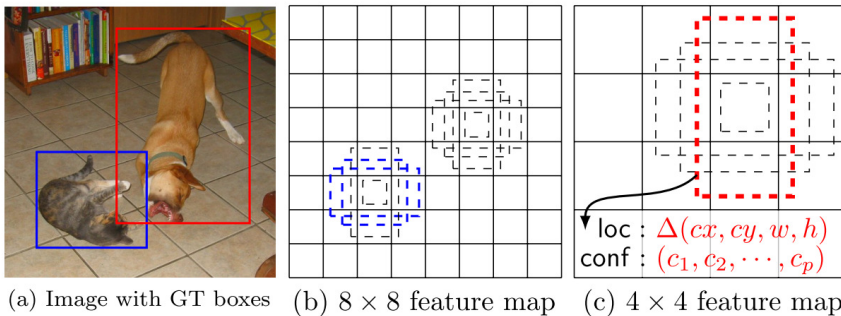 loc : Δ(cx, cy, w, h)
conf : (c₁, c₂, ⋯, cₚ)
(a) Image with GT boxes
(b) 8 × 8 feature map
(c) 4 × 4 feature map